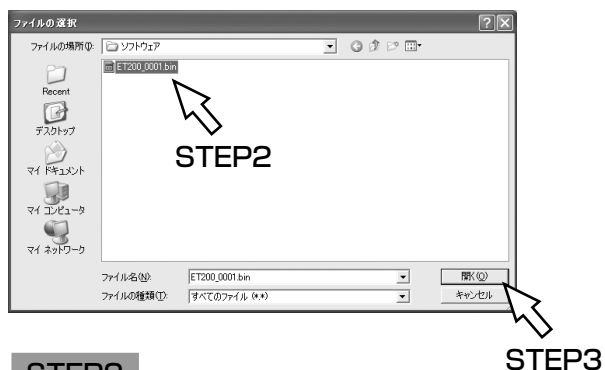 ファイルの選択
ファイルの場所(I):
ソフトウェア
ET200_0001.bin
Recent
デスクトップ
マイ ドキュメント
マイ コンピュータ
マイ ネットワーク
STEP2
ファイル名(N):
ET200_0001.bin
開く(O)
ファイルの種類(T):
すべてのファイル (*.*)
キャンセル
STEP3